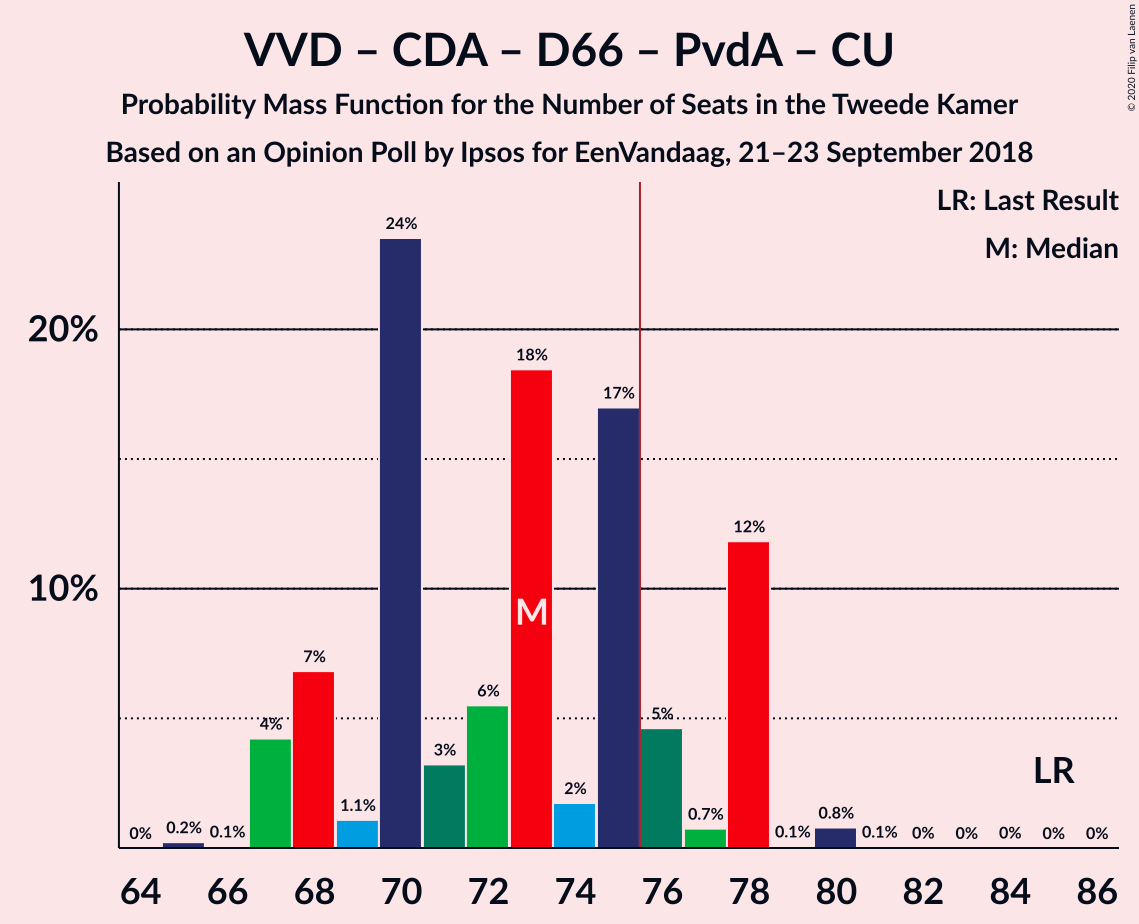 VVD – CDA – D66 – PvdA – CU
Probability Mass Function for the Number of Seats in the Tweede Kamer
Based on an Opinion Poll by Ipsos for EenVandaag, 21–23 September 2018
© 2020 Filip van Laenen
LR: Last Result
M: Median
20%
10%
0%
0.2%
0.1%
4%
7%
1.1%
24%
3%
6%
18%
2%
17%
5%
0.7%
12%
0.1%
0.8%
0.1%
0%
0%
0%
0%
0%
M
LR
64 66 68 70 72 74 76 78 80 82 84 86